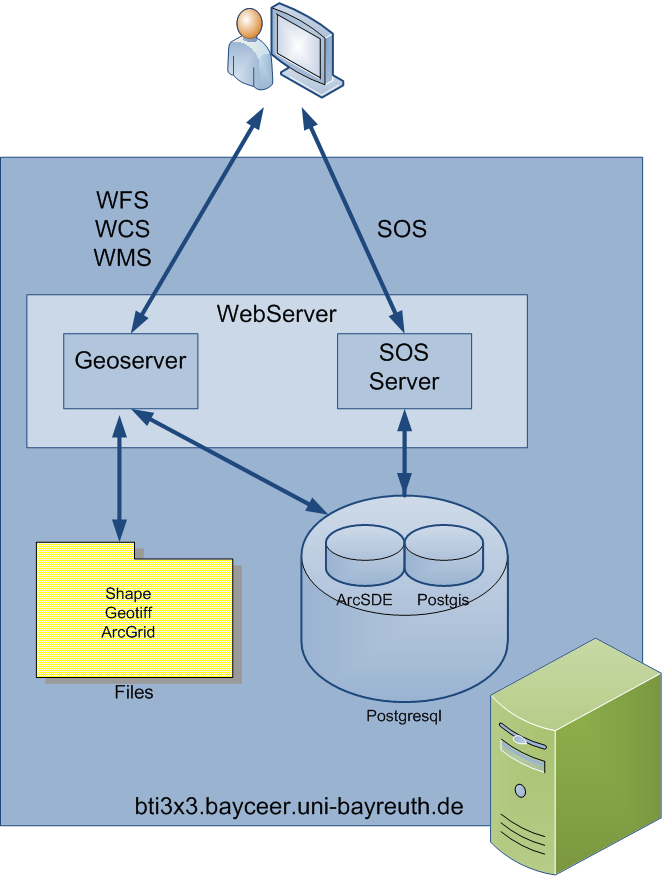 WFS
WCS
WMS
SOS
WebServer
Geoserver
SOS
Server
Shape
Geotiff
ArcGrid
Files
ArcSDE
Postgis
Postgresql
bti3x3.bayceer.uni-bayreuth.de